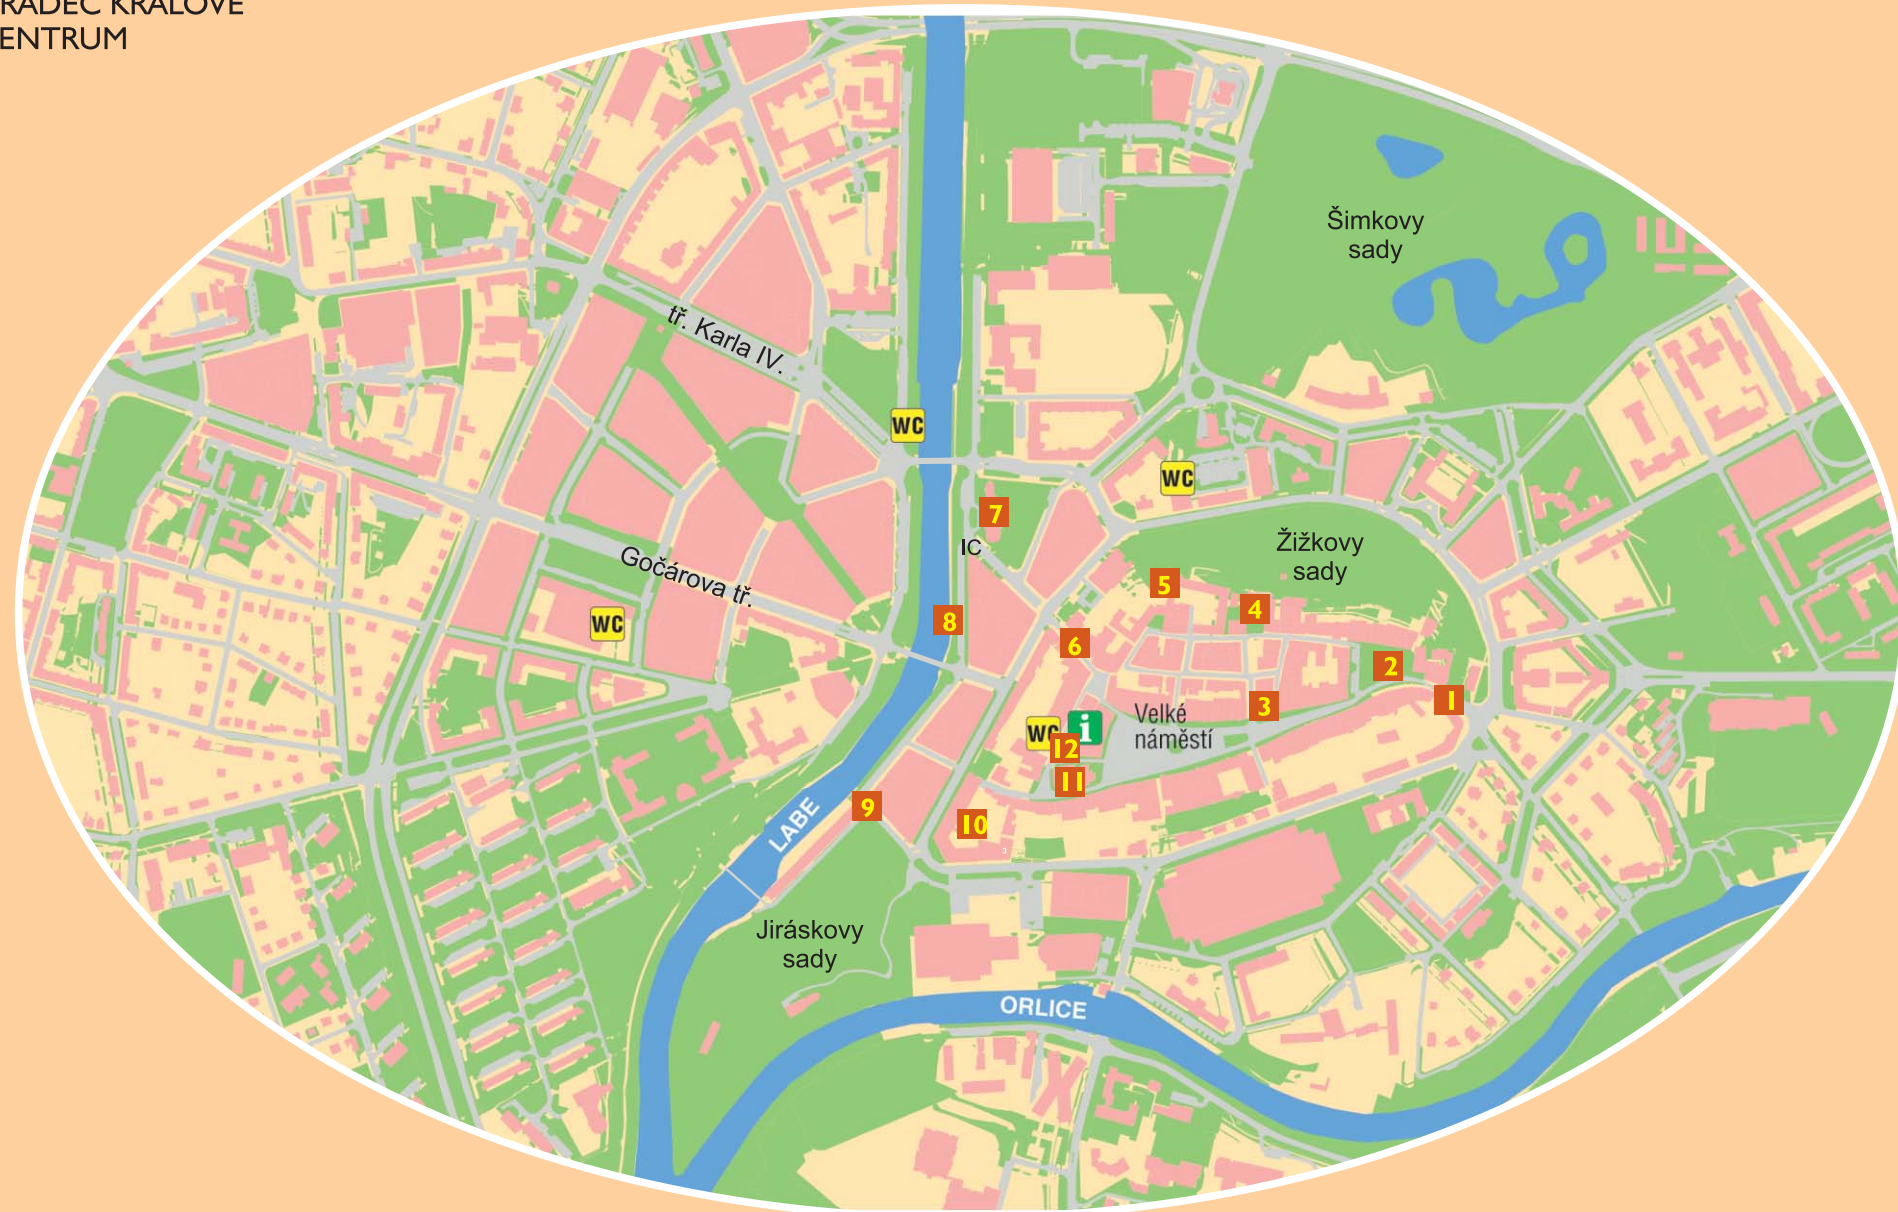 RADEC KRÁLOVÉ
ENTRUM
Šimkovy
sady
tř. Karla IV.
WC
WC
7
IC
Žižkovy
sady
Gočárova tř.
5
4
WC
8
6
2
1
3
Velké
náměstí
WC
i
12
11
9
10
LABE
3
Jiráskovy
sady
ORLICE